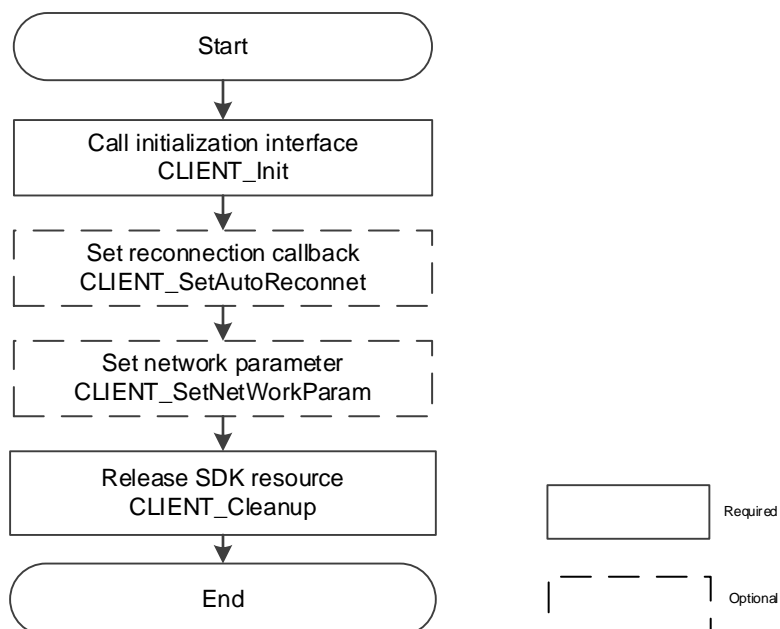 Start
Call initialization interface
CLIENT_Init
Set reconnection callback
CLIENT_SetAutoReconnet
Set network parameter
CLIENT_SetNetWorkParam
Release SDK resource
CLIENT_Cleanup
End
Required
Optional